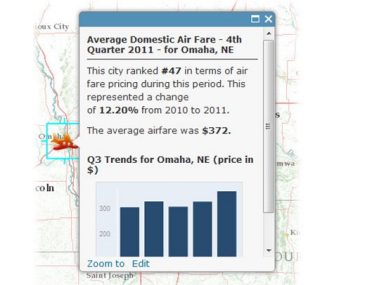 oux City
Average Domestic Air Fare - 4th
Quarter 2011 - for Omaha, NE
This city ranked #47 in terms of air
fare pricing during this period. This
represented a change
of 12.20% from 2010 to 2011.
The average airfare was $372.
Omaha
Q3 Trends for Omaha, NE (price in
$)
coln
300
200
Zoom to Edit
Saint Joseph